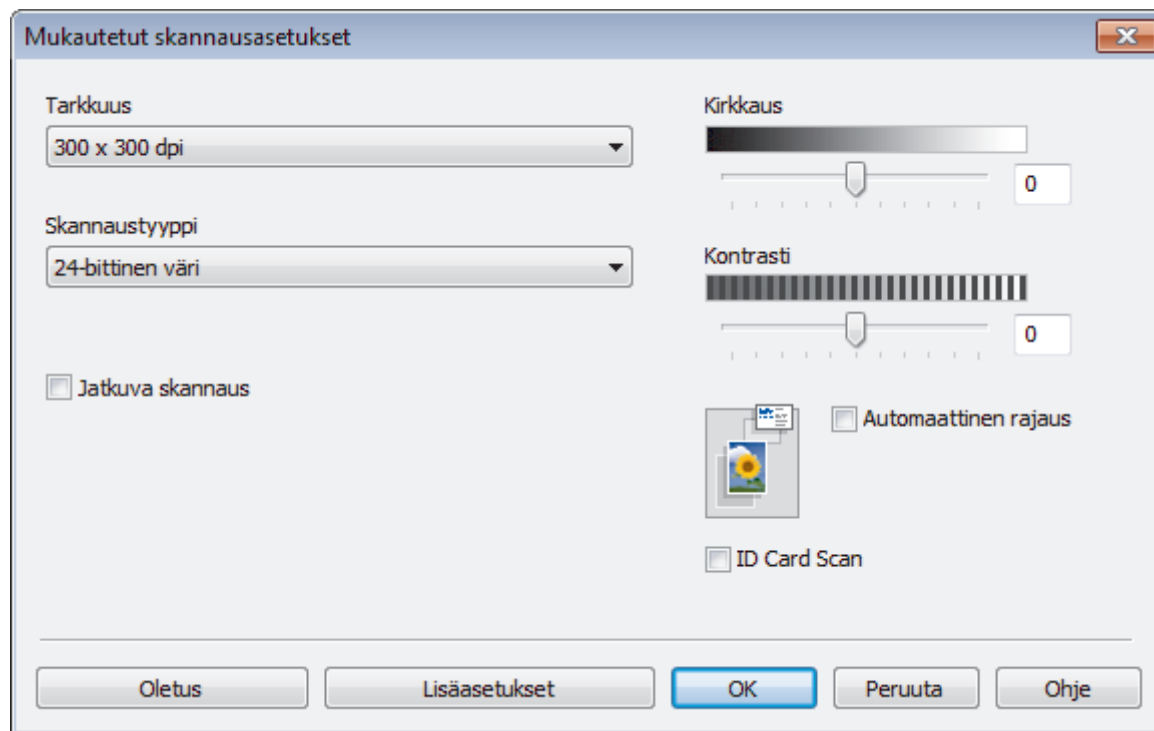 Mukautetut skannausasetukset
Tarkkuus
300 x 300 dpi
Skannaustyyppi
24-bittinen väri
Jatkuva skannaus
Kirkkaus
0
Kontrasti
0
Automaattinen rajaus
ID Card Scan
Oletus
Lisäasetukset
OK
Peruuta
Ohje